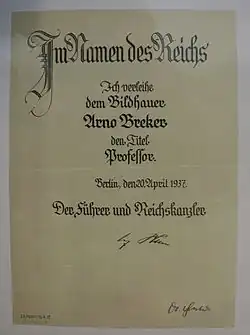 Im Namen des Reichs
Ich verleihe
dem Bildhauer
Arno Breker
den Titel
Professor.
Berlin, den 20. April 1937.
Der Führer und Reichskanzler